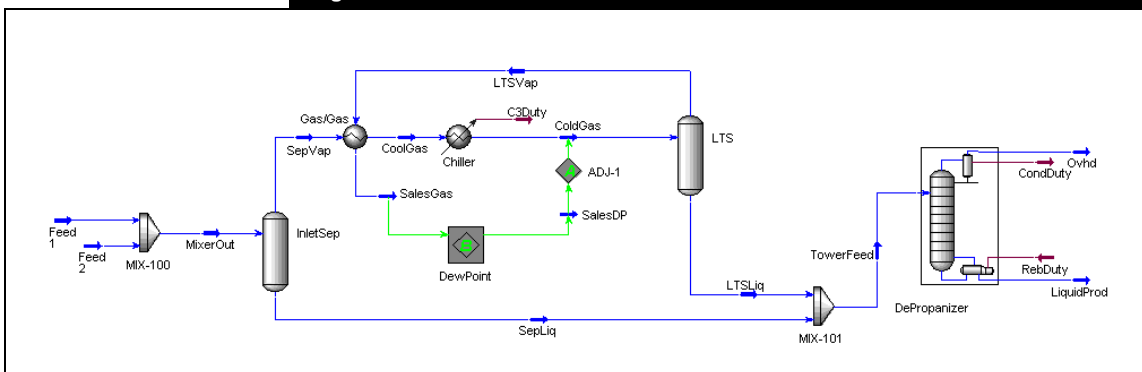 LTSVap
Gas/Gas
C3Duty
ColdGas
SepVap
CoolGas
Chiller
LTS
ADJ-1
A
Ovhd
CondDuty
SalesGas
SalesDP
Feed
1
MixerOut
InletSep
B
Feed
2
MIX-100
DewPoint
TowerFeed
RebDuty
LTSLiq
LiquidProd
DePropanizer
SepLiq
MIX-101